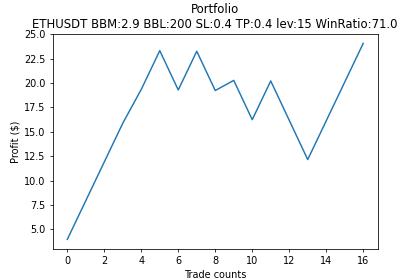 Portfolio
ETHUSDT BBM:2.9 BBL:200 SL:0.4 TP:0.4 lev:15 WinRatio:71.0
25.0
22.5
20.0
17.5
15.0
12.5
10.0
7.5
5.0
Profit ($)
0 2 4 6 8 10 12 14 16
Trade counts